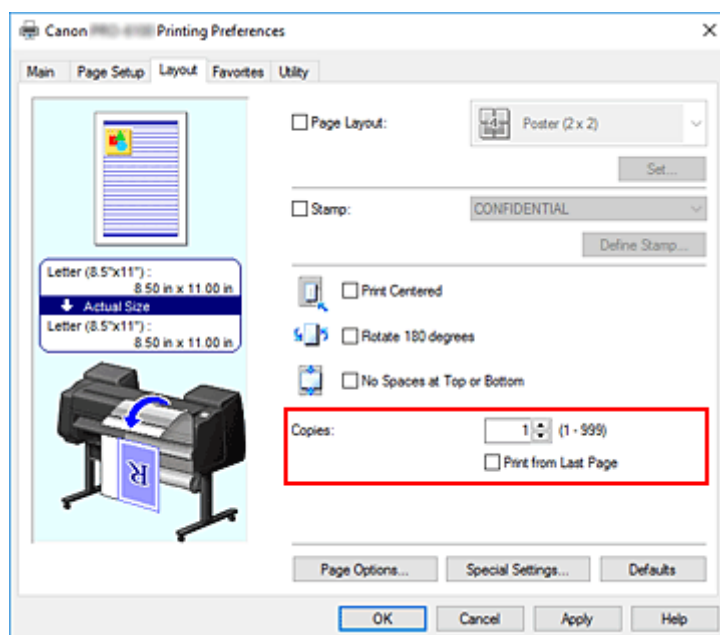 Canon Printing Preferences
Main Page Setup Layout Favorites Utility
Page Layout: Poster (2 x 2)
Set...
Stamp: CONFIDENTIAL
Define Stamp...
Letter (8.5"x11") :
8.50 in x 11.00 in
Actual Size
Letter (8.5"x11") :
8.50 in x 11.00 in
Print Centered
Rotate 180 degrees
No Spaces at Top or Bottom
Copies: 1 (1 - 999)
Print from Last Page
R
Page Options... Special Settings... Defaults
OK Cancel Apply Help